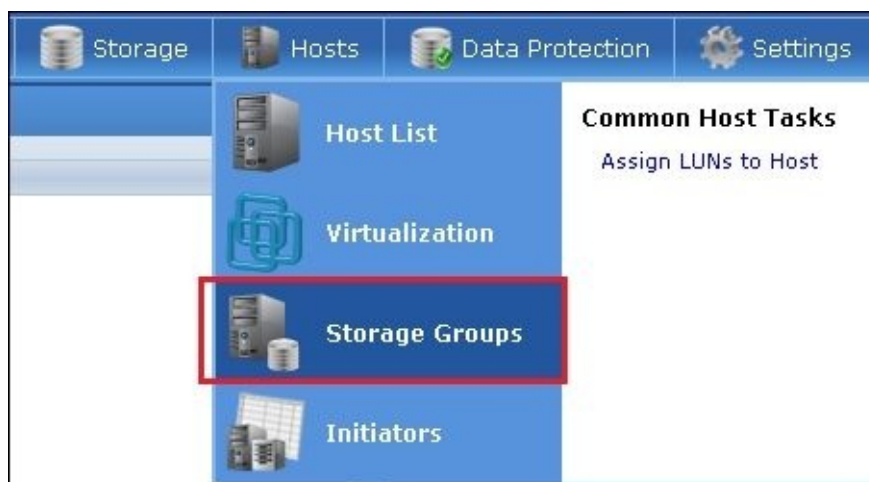 Storage Hosts Data Protection Settings
Host List
Common Host Tasks
Assign LUNs to Host
Virtualization
Storage Groups
Initiators